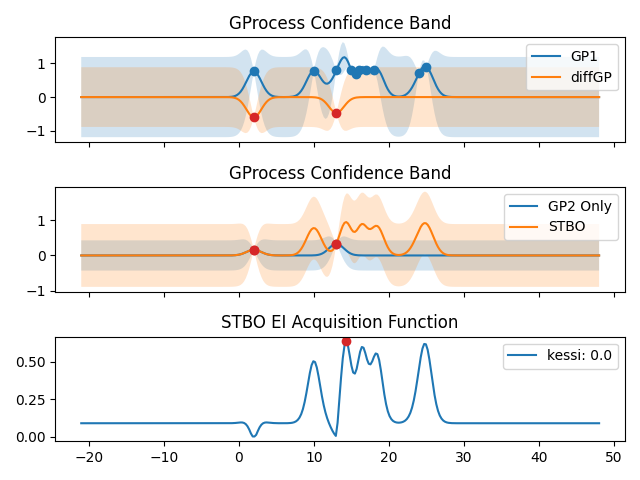 GProcess Confidence Band
1
0
−1
GP1
diffGP
GProcess Confidence Band
1
0
−1
GP2 Only
STBO
STBO EI Acquisition Function
0.50
0.25
0.00
kessi: 0.0
−20 −10 0 10 20 30 40 50